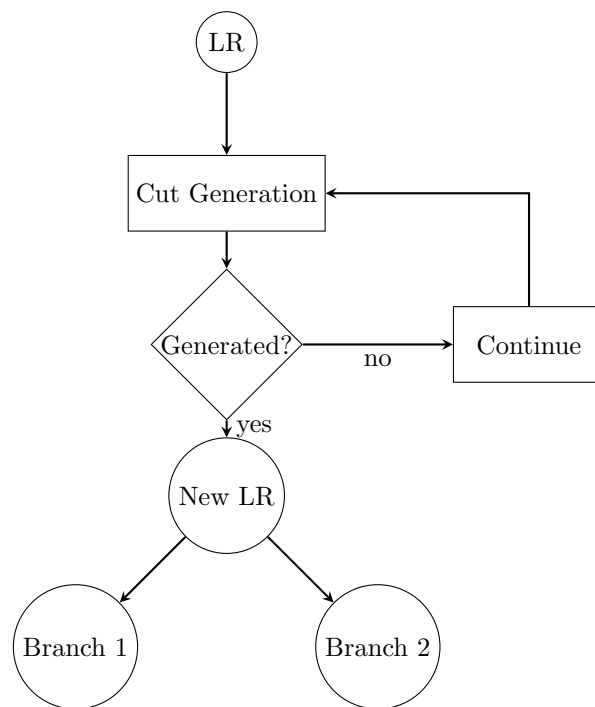 LR
Cut Generation
Generated?
no
Continue
yes
New LR
Branch 1
Branch 2